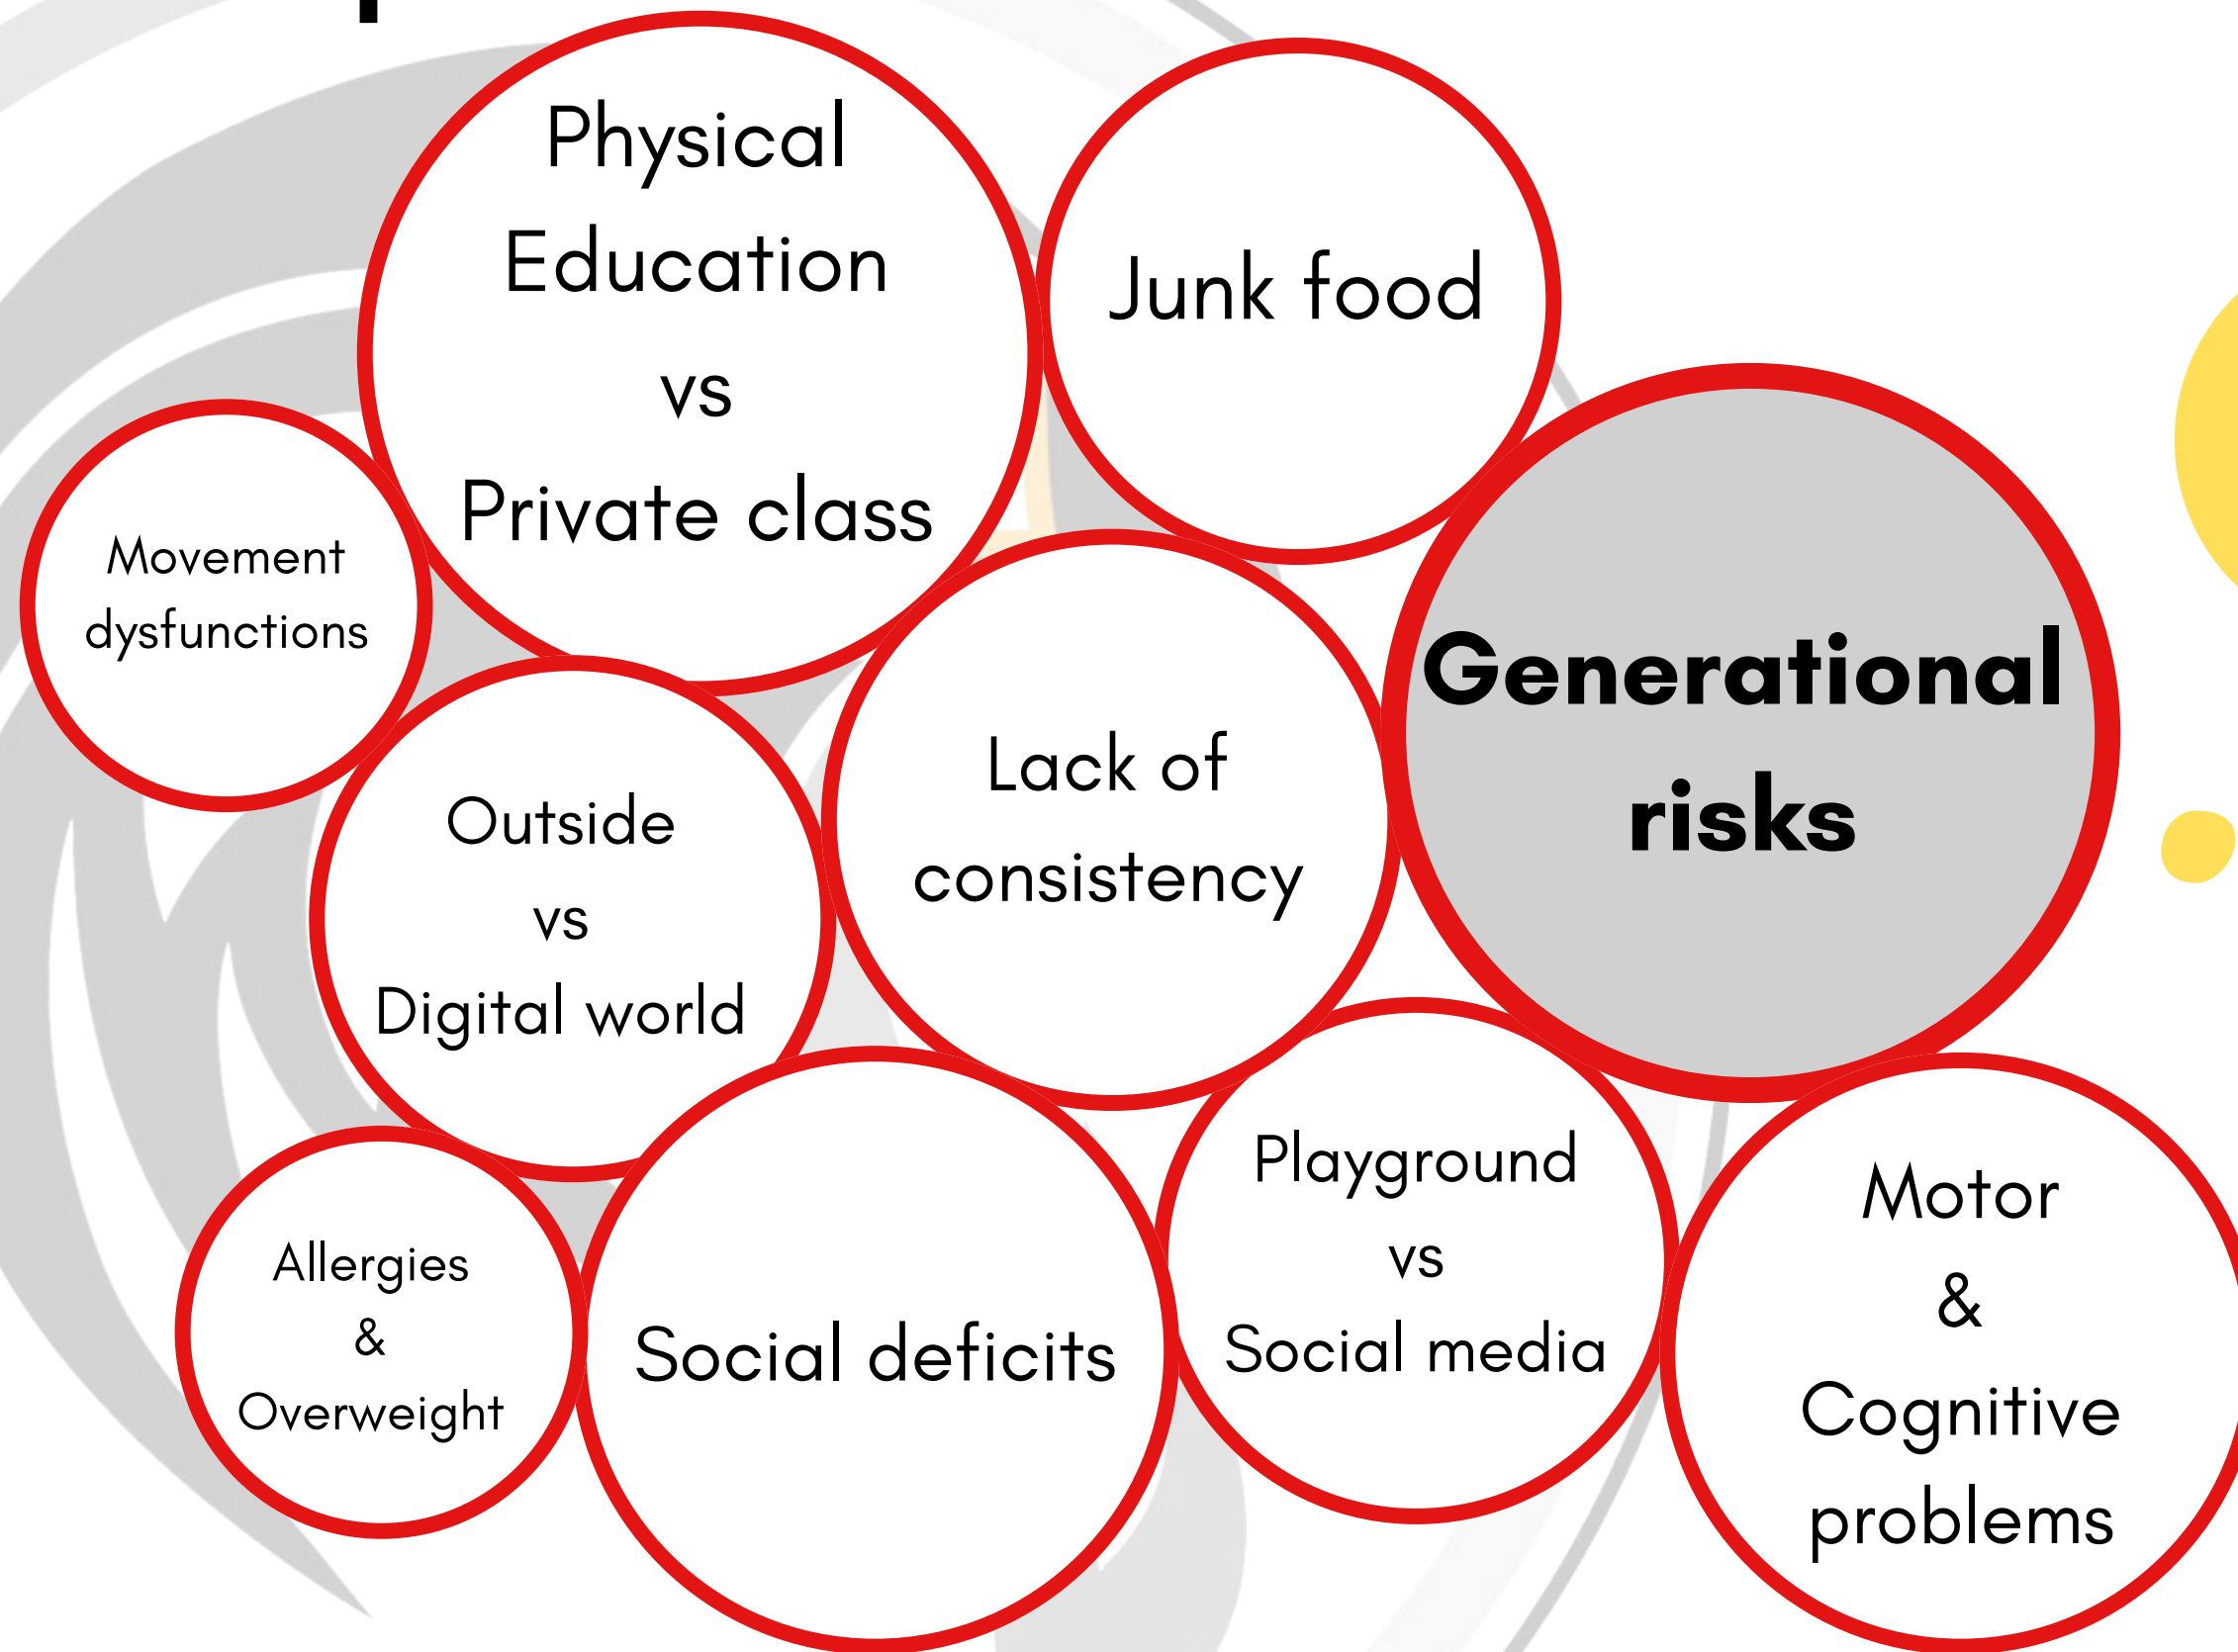 Physical
Education
vs
Private class
Junk food
Movement
dysfunctions
Generational
risks
Lack of
consistency
Outside
vs
Digital world
Playground
vs
Social media
Motor
&
Cognitive
problems
Allergies
&
Overweight
Social deficits